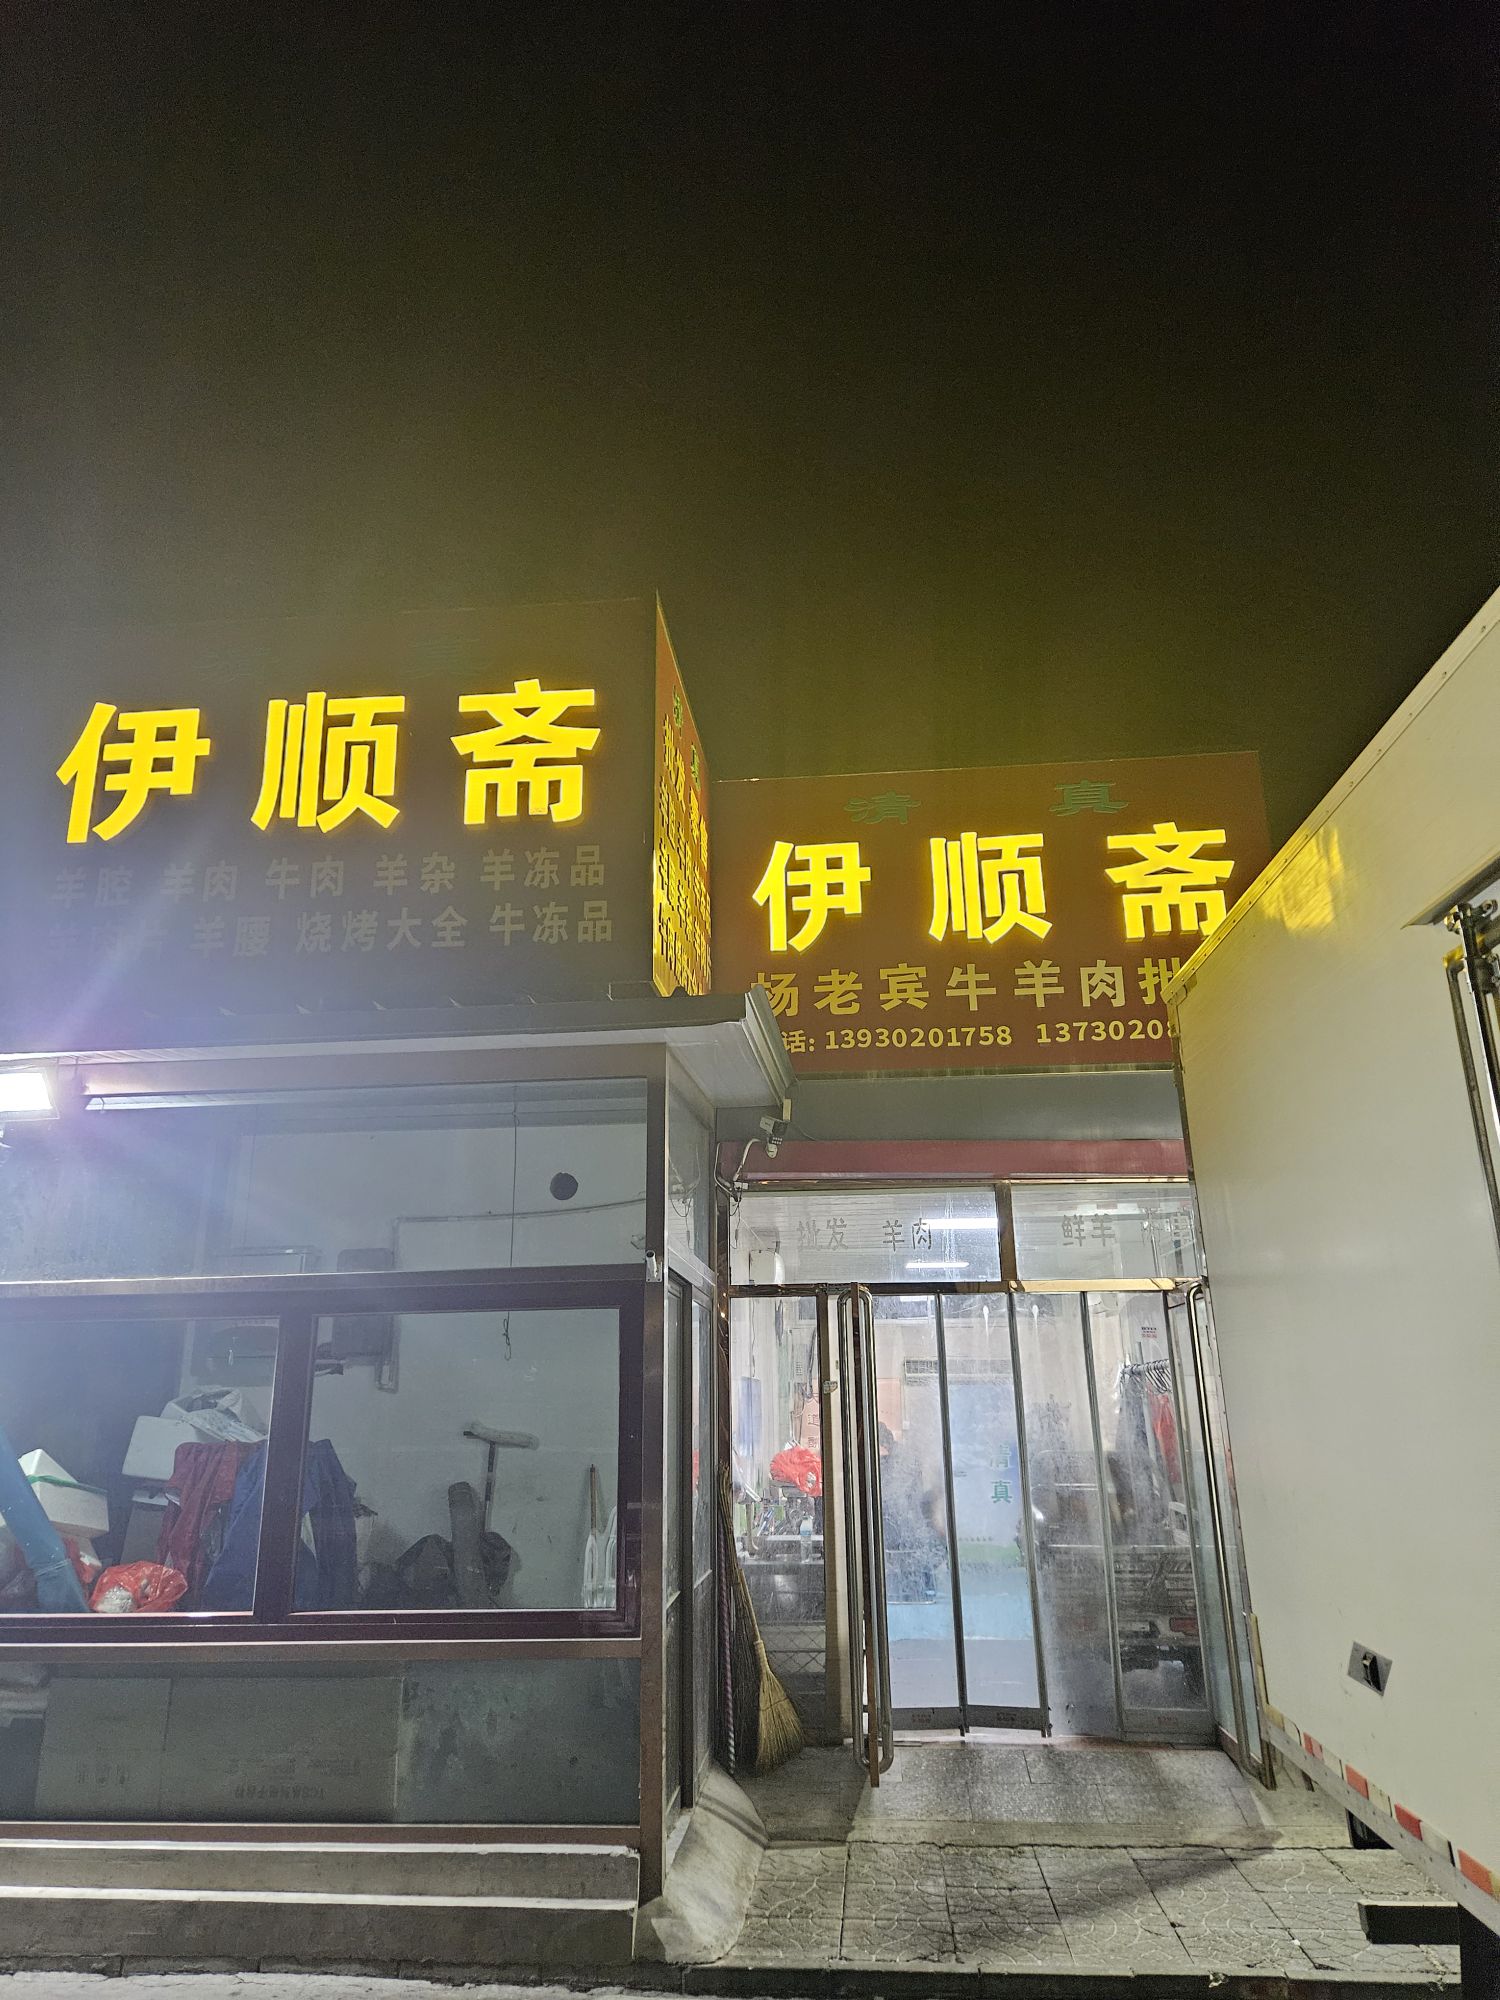 伊顺斋
羊腔 羊肉 牛肉 羊杂 羊冻品
羊腰 烧烤大全 牛冻品
清真
伊顺斋
杨老宾牛羊肉批
话: 13930201758 1373020
批发 羊肉
鲜羊
清真